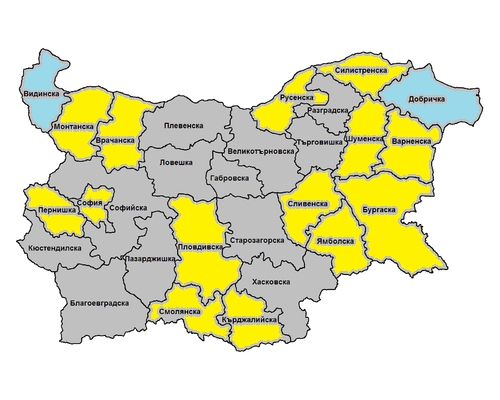 Силистренска
Видинска
Добричка
Русенска
Разградска
Монтанска
Плевенска
Врачанска
Шуменска
Варненска
Търговишка
Великотърновска
Ловешка
Габровска
София
Софийска
Сливенска
Пернишка
Бургаска
Ямболска
Старозагорска
Пловдивска
Кюстендилска
Пазарджишка
Хасковска
Благоевградска
Смолянска
Кърджалийска